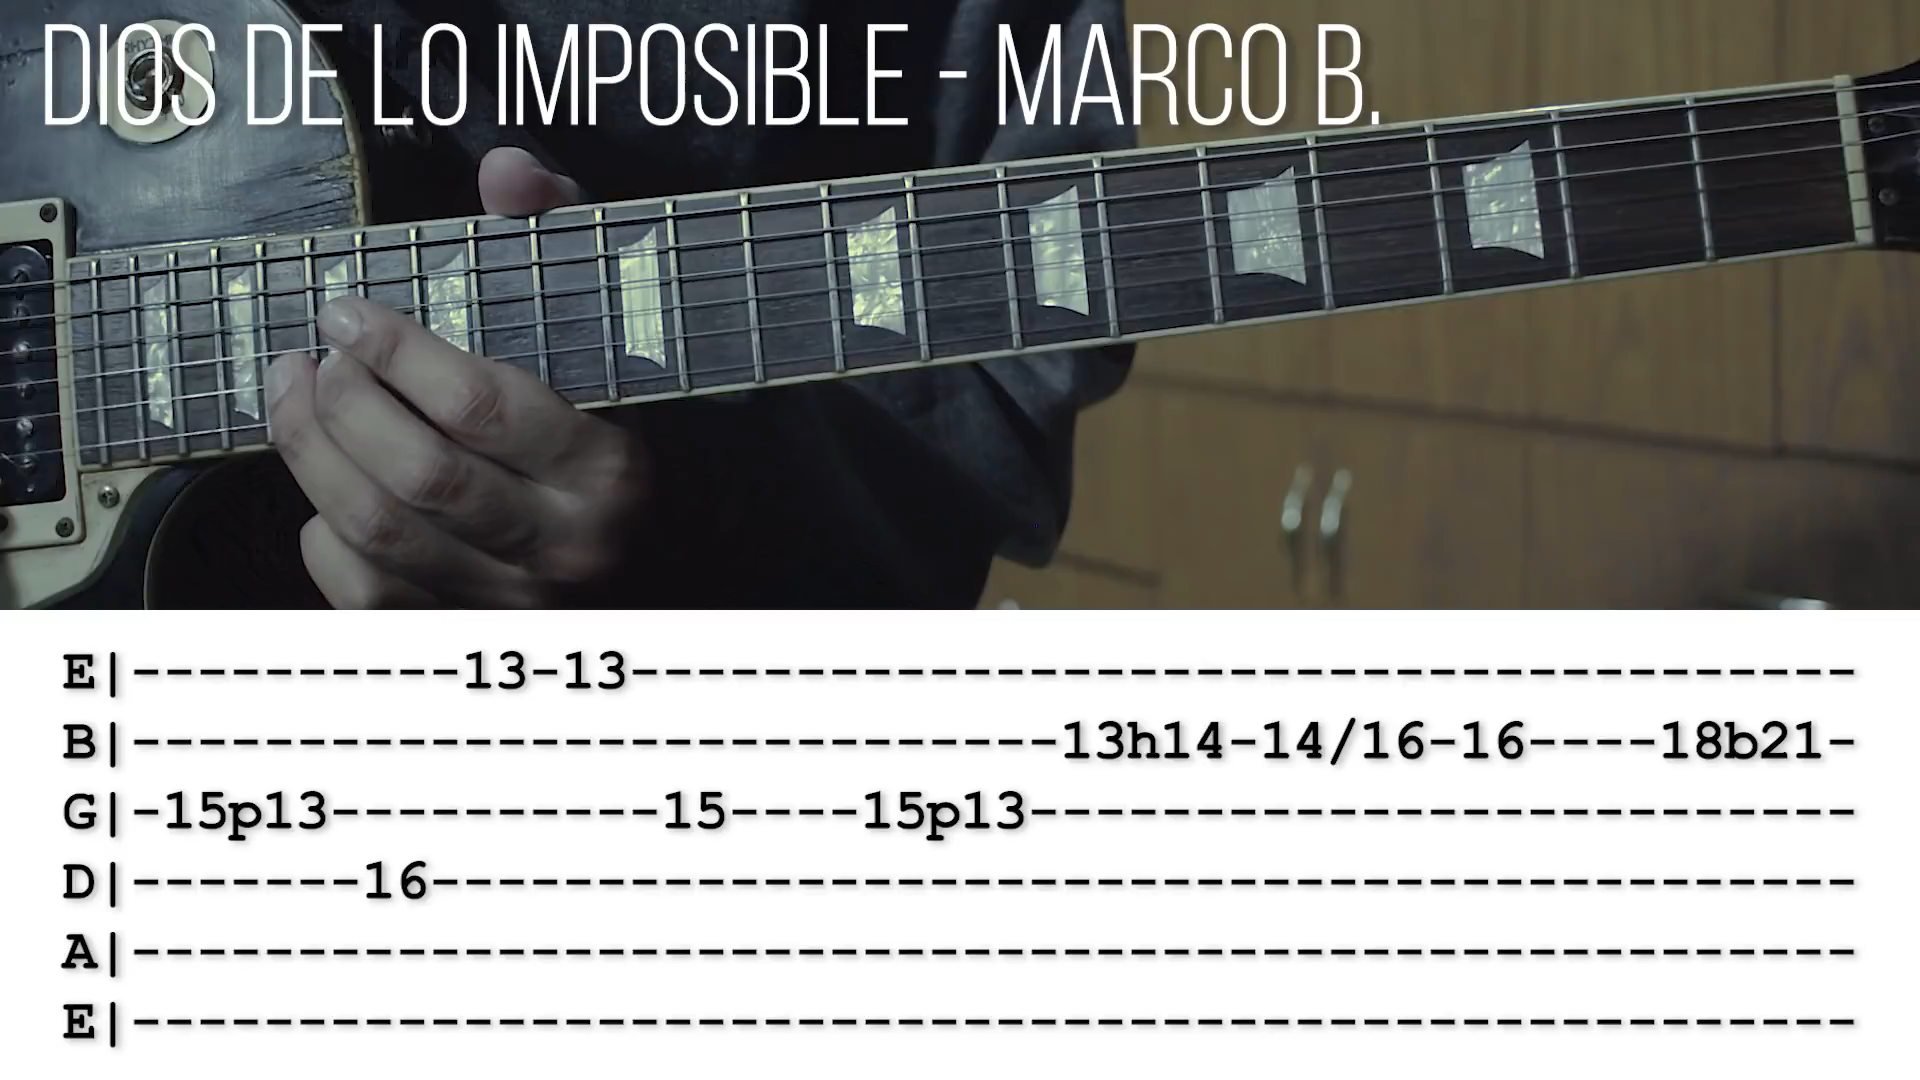 DIOS DE LO IMPOSIBLE - MARCO B.
E|----------13-13-------------------------------------
B|----------------------------13h14-14/16-16----18b21-
G|-15p13----------15----15p13-------------------------
D|-------16-------------------------------------------
A|----------------------------------------------------
E|----------------------------------------------------